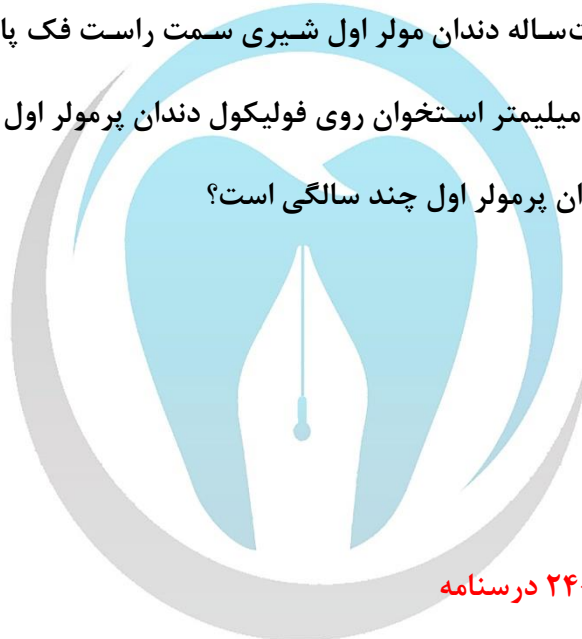 ت‌ساله دندان مولر اول شیری سمت راست فک پا
میلیمتر استخوان روی فولیکول دندان پرمولر اول
ان پرمولر اول چند سالگی است؟
۲۴ درسنامه